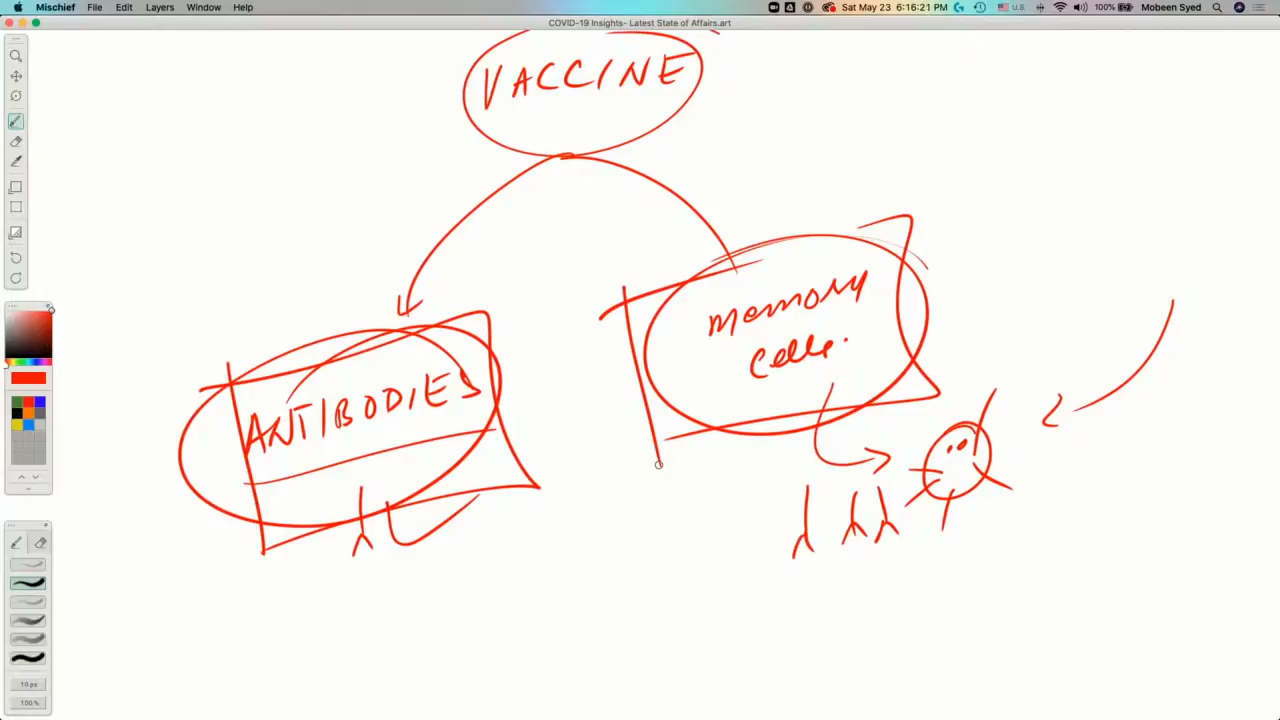 Mischief File Edit Layers Window Help
100% Sat May 23 6:16:21 PM U.S. Mobeen Syed
COVID-19 Insights- Latest State of Affairs.art
VACCINE
memory
cells.
ANTIBODIES
10 px
100%